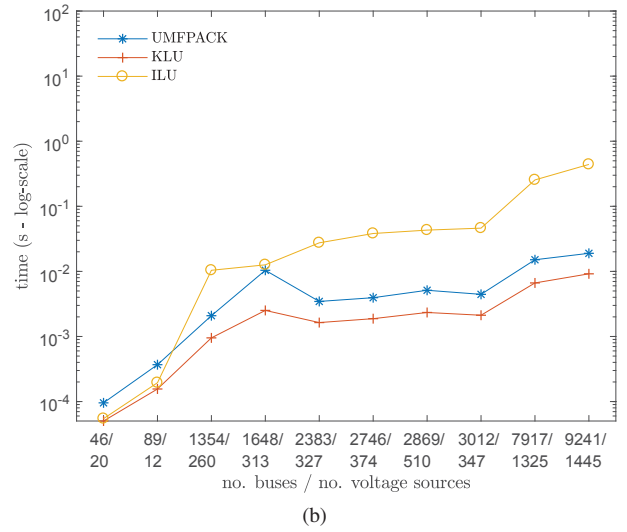 10^2
10^1
10^0
10^-1
10^-2
10^-3
10^-4
time (s - log-scale)
UMFPACK
KLU
ILU
46/ 89/ 1354/ 1648/ 2383/ 2746/ 2869/ 3012/ 7917/ 9241/
20 12 260 313 327 374 510 347 1325 1445
no. buses / no. voltage sources
(b)